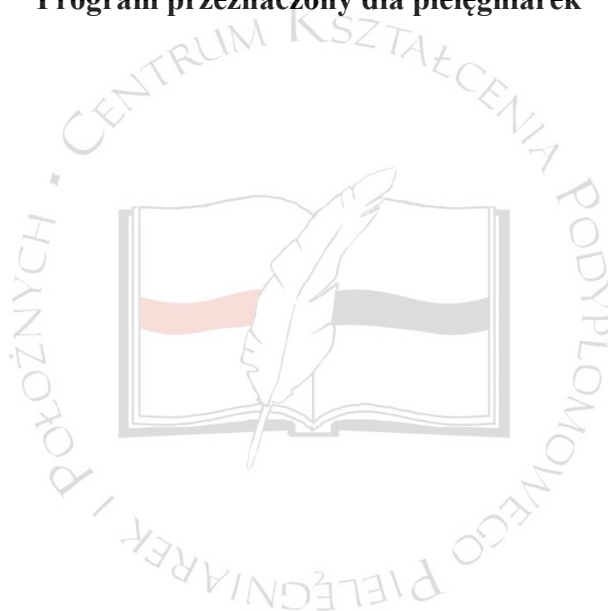 Program przeznaczony dla pielęgniarek
CENTRUM KSZTAŁCENIA PODYPLOMOWEGO PIELĘGNIAREK I POŁOŻNYCH •